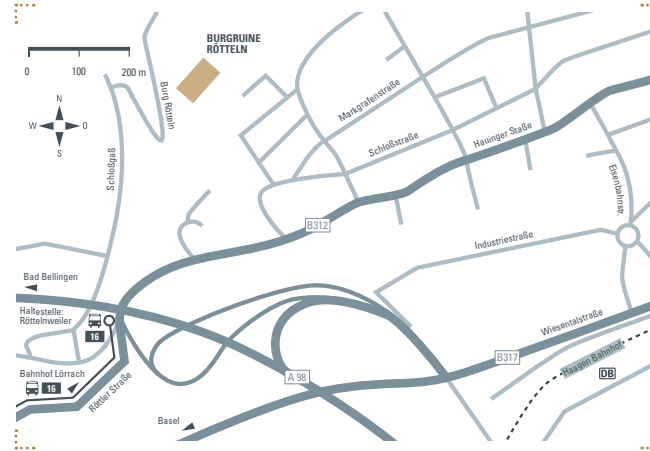 BURGRUINE
RÖTTELN
0 100 200 m
N
W O
S
Burg Rötteln
Markgrafenstraße
Schloßstraße
Hauinger Staße
Schloßgaß
Eisenbahnstr.
B312
Industriestraße
Bad Bellingen
Haltestelle:
Röttelnweiler
16
Wiesentalstraße
B317
Haagen Bahnhof
DB
Bahnhof Lörrach
16
Röttler Straße
A 98
Basel